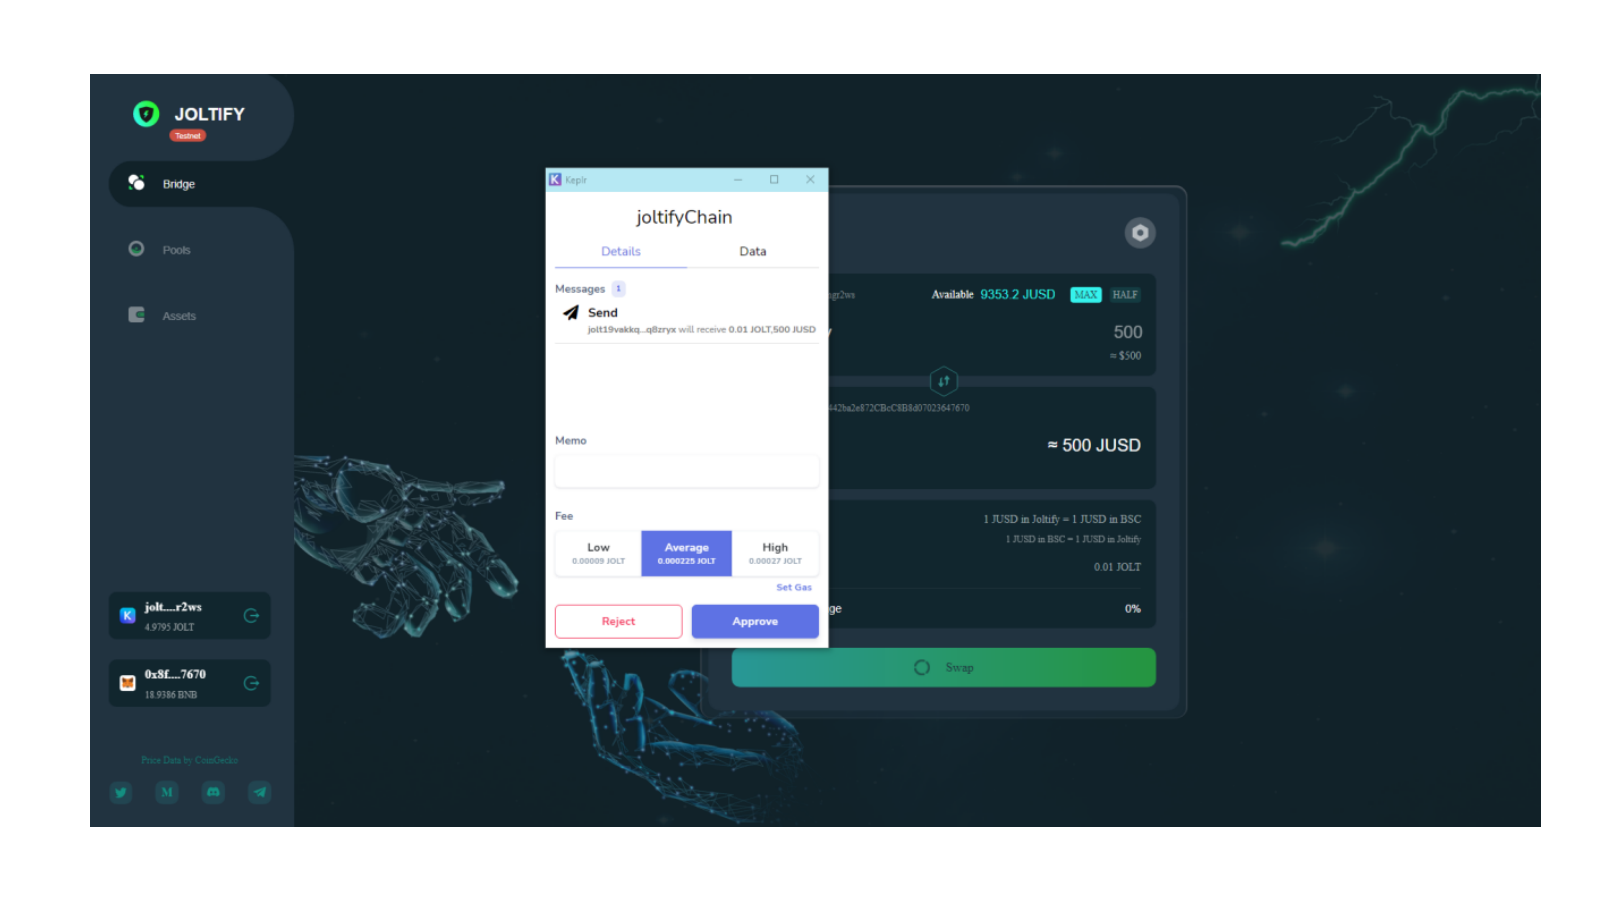 JOLTIFY
Testnet
Bridge
Pools
Assets
jolt....r2ws
4.9795 JOLT
0x8f....7670
18.9386 BNB
Price Data by CoinGecko
Keplr
joltifyChain
Details Data
Messages 1
Send
jolt19vakkq...q8zryx will receive 0.01 JOLT,500 JUSD
Memo
Fee
Low Average High
0.00009 JOLT 0.000225 JOLT 0.00027 JOLT
Set Gas
Reject Approve
Available 9353.2 JUSD MAX HALF
500
≈ $500
442ba2e872CBcC8B8d07023647670
≈ 500 JUSD
1 JUSD in Joltify = 1 JUSD in BSC
1 JUSD in BSC = 1 JUSD in Joltify
0.01 JOLT
ge 0%
Swap